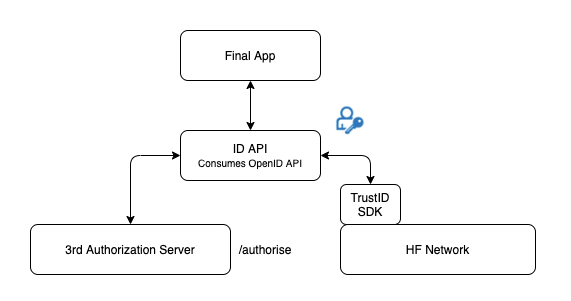 Final App
ID API
Consumes OpenID API
TrustID
SDK
3rd Authorization Server
/authorise
HF Network